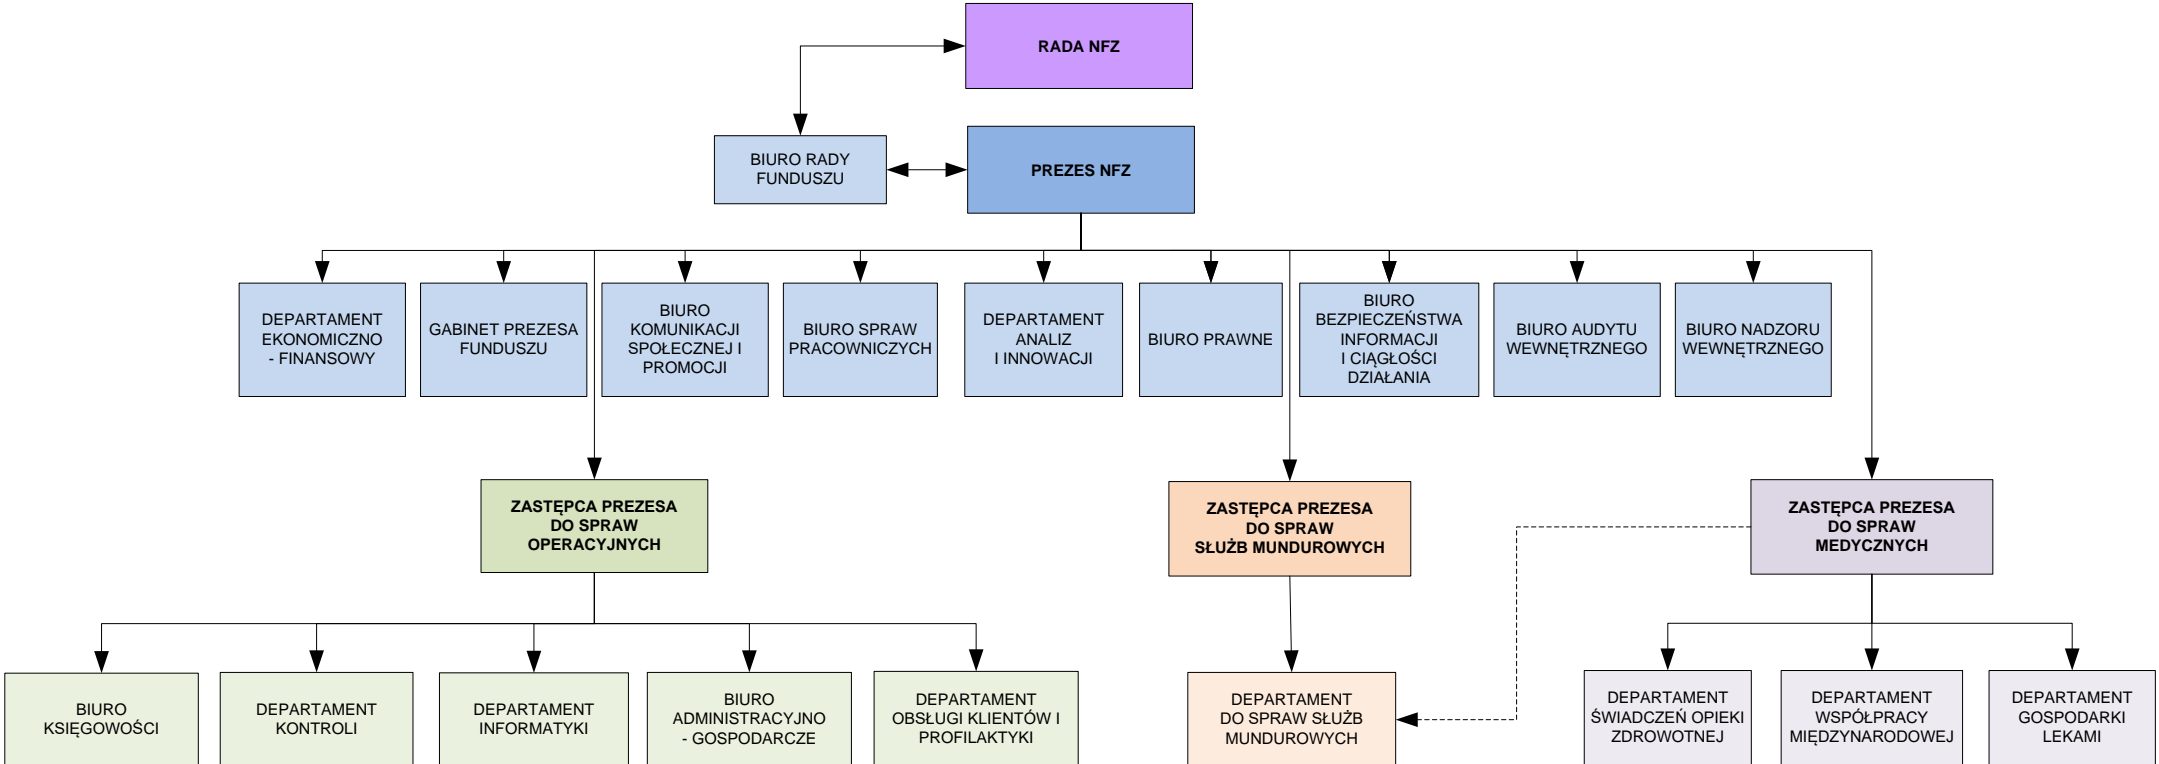 RADA NFZ
BIURO RADY
FUNDUSZU
PREZES NFZ
DEPARTAMENT
EKONOMICZNO
- FINANSOWY
GABINET PREZESA
FUNDUSZU
BIURO
KOMUNIKACJI
SPOŁECZNEJ I
PROMOCJI
BIURO SPRAW
PRACOWNICZYCH
DEPARTAMENT
ANALIZ
I INNOWACJI
BIURO PRAWNE
BIURO
BEZPIECZEŃSTWA
INFORMACJI
I CIĄGŁOŚCI
DZIAŁANIA
BIURO AUDYTU
WEWNĘTRZNEGO
BIURO NADZORU
WEWNĘTRZNEGO
ZASTĘPCA PREZESA
DO SPRAW
OPERACYJNYCH
ZASTĘPCA PREZESA
DO SPRAW
SŁUŻB MUNDUROWYCH
ZASTĘPCA PREZESA
DO SPRAW
MEDYCZNYCH
BIURO
KSIĘGOWOŚCI
DEPARTAMENT
KONTROLI
DEPARTAMENT
INFORMATYKI
BIURO
ADMINISTRACYJNO
- GOSPODARCZE
DEPARTAMENT
OBSŁUGI KLIENTÓW I
PROFILAKTYKI
DEPARTAMENT
DO SPRAW SŁUŻB
MUNDUROWYCH
DEPARTAMENT
ŚWIADCZEŃ OPIEKI
ZDROWOTNEJ
DEPARTAMENT
WSPÓŁPRACY
MIĘDZYNARODOWEJ
DEPARTAMENT
GOSPODARKI
LEKAMI